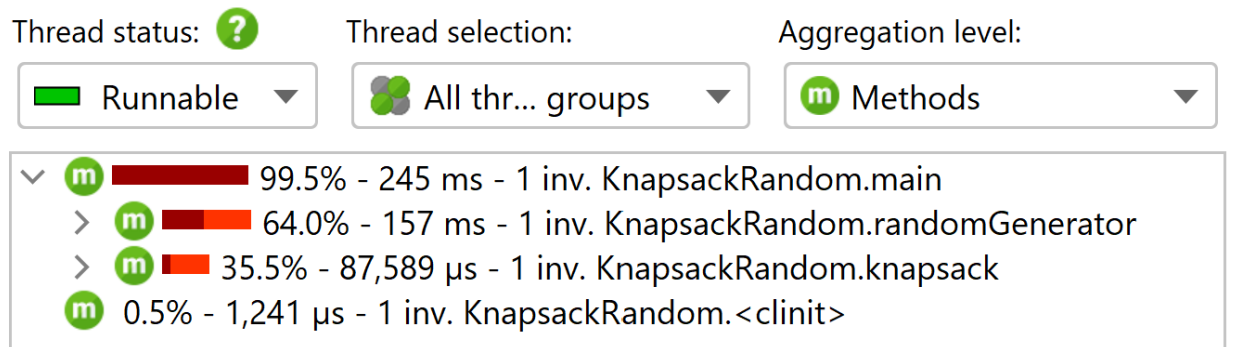 Thread status: ? Thread selection: Aggregation level:
Runnable All thr... groups m Methods
m 99.5% - 245 ms - 1 inv. KnapsackRandom.main
m 64.0% - 157 ms - 1 inv. KnapsackRandom.randomGenerator
m 35.5% - 87,589 µs - 1 inv. KnapsackRandom.knapsack
m 0.5% - 1,241 µs - 1 inv. KnapsackRandom.<clinit>